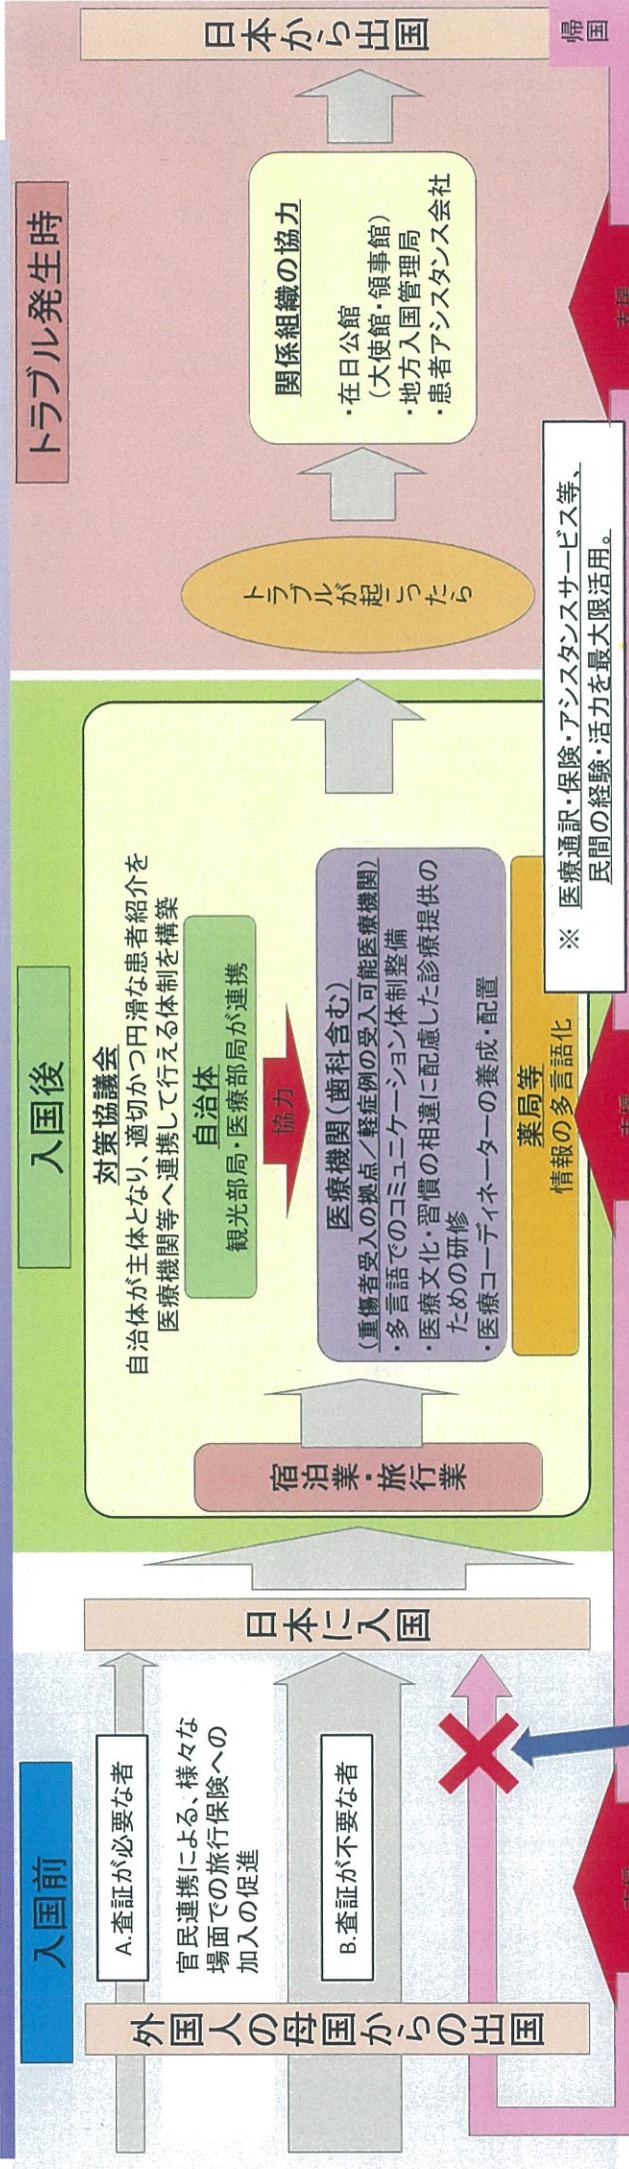 入国前
外国人の母国からの出国
A.査証が必要な者
官民連携による、様々な
場面での旅行保険への
加入の促進
B.査証が不要な者
日本に入国
入国後
対策協議会
自治体が主体となり、適切かつ円滑な患者紹介を
医療機関等へ連携して行える体制を構築
自治体
観光部局・医療部局が連携
協力
宿泊業・旅行業
医療機関(歯科含む)
(重傷者受入の拠点/軽症例の受入可能医療機関)
・多言語でのコミュニケーション体制整備
・医療文化・習慣の相違に配慮した診療提供の
ための研修
・医療コーディネーターの養成・配置
薬局等
情報の多言語化
トラブル発生時
トラブルが起こったら
関係組織の協力
・在日公館
(大使館・領事館)
・地方入国管理局
・患者アシスタンス会社
日本から出国
帰国
※ 医療通訳・保険・アシスタンスサービス等、
民間の経験・活力を最大限活用。
支援
支援